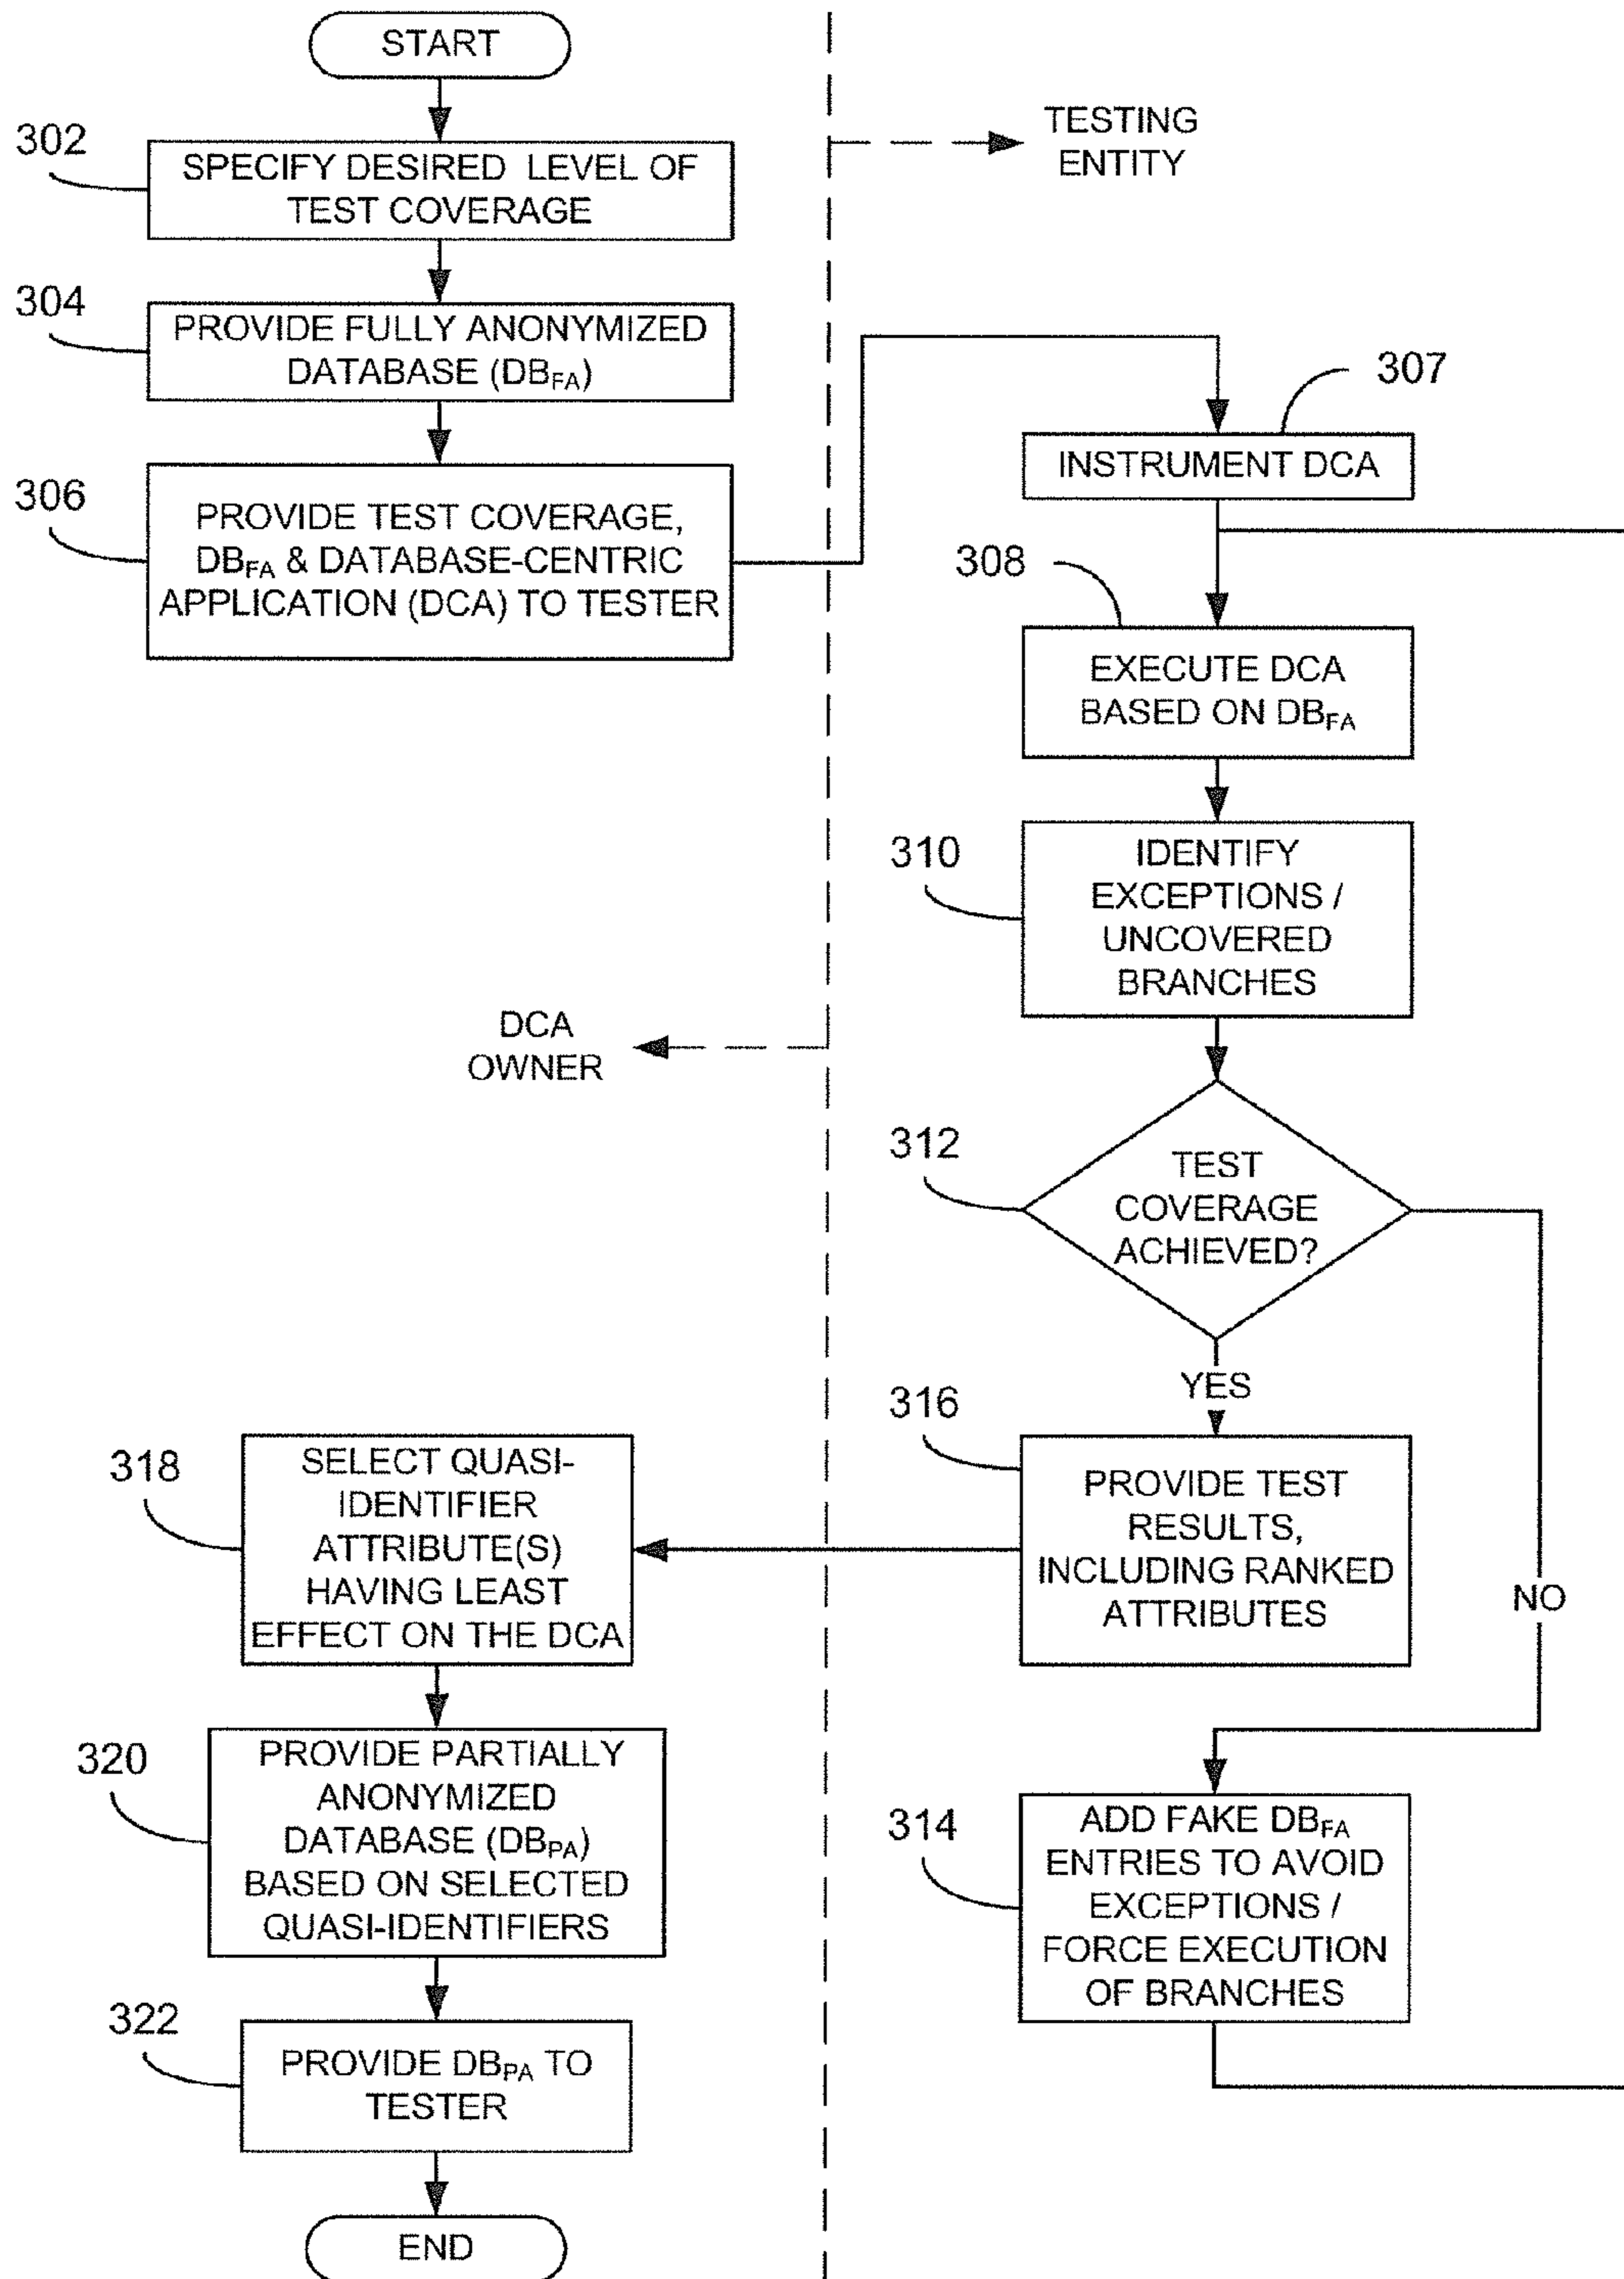 START
302
SPECIFY DESIRED LEVEL OF
TEST COVERAGE
304
PROVIDE FULLY ANONYMIZED
DATABASE (DBFA)
306
PROVIDE TEST COVERAGE,
DBFA & DATABASE-CENTRIC
APPLICATION (DCA) TO TESTER
TESTING
ENTITY
307
INSTRUMENT DCA
308
EXECUTE DCA
BASED ON DBFA
310
IDENTIFY
EXCEPTIONS /
UNCOVERED
BRANCHES
DCA
OWNER
312
TEST
COVERAGE
ACHIEVED?
YES
NO
316
PROVIDE TEST
RESULTS,
INCLUDING RANKED
ATTRIBUTES
314
ADD FAKE DBFA
ENTRIES TO AVOID
EXCEPTIONS /
FORCE EXECUTION
OF BRANCHES
318
SELECT QUASI-
IDENTIFIER
ATTRIBUTE(S)
HAVING LEAST
EFFECT ON THE DCA
320
PROVIDE PARTIALLY
ANONYMIZED
DATABASE (DBPA)
BASED ON SELECTED
QUASI-IDENTIFIERS
322
PROVIDE DBPA TO
TESTER
END